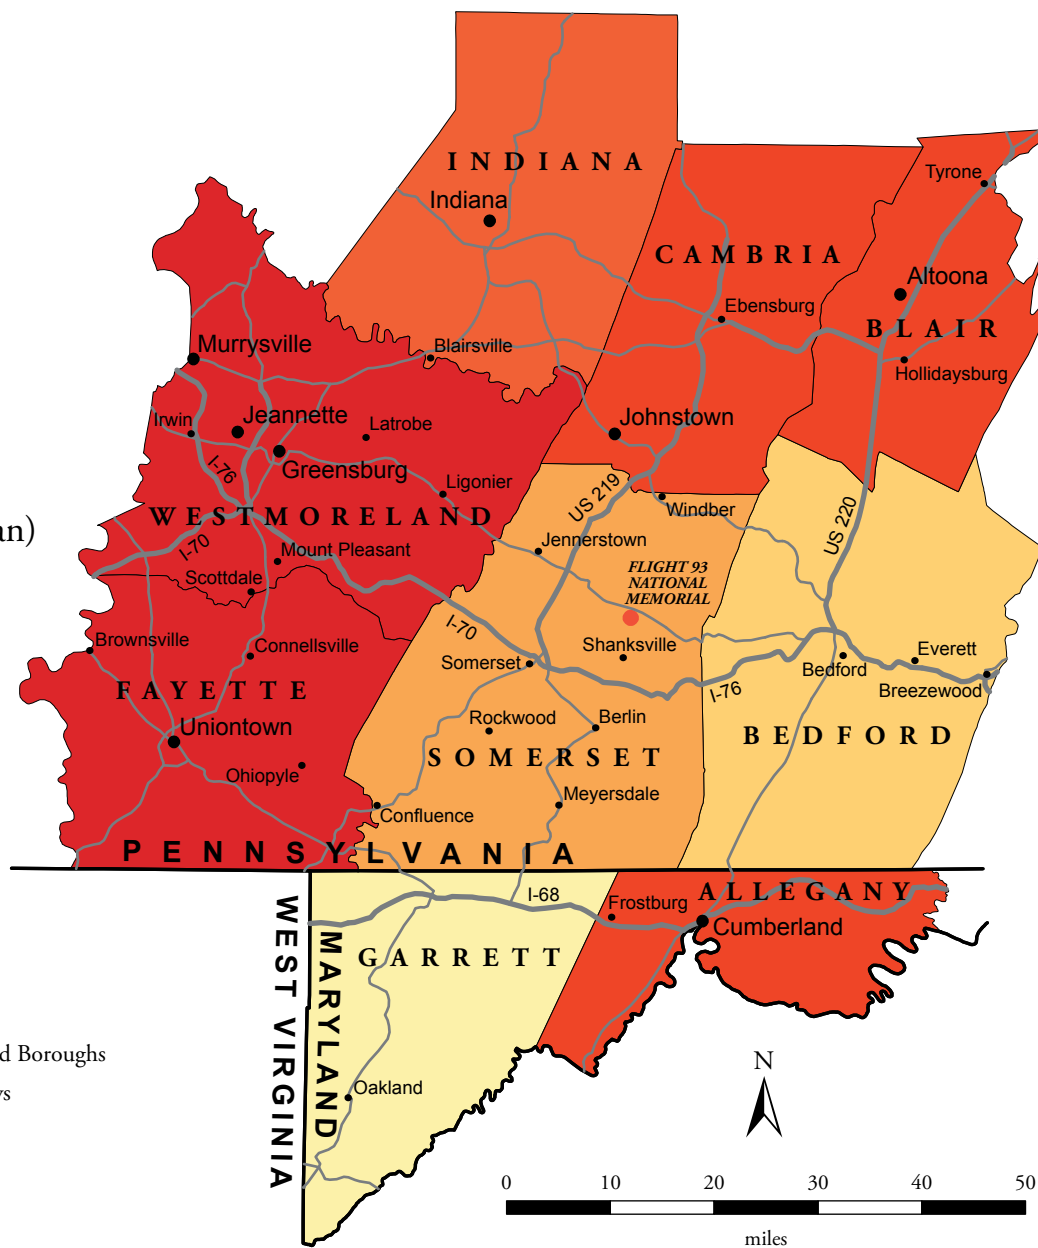 INDIANA
Indiana
Tyrone
CAMBRIA
Altoona
Ebensburg
BLAIR
Murrysville
Blairsville
Hollidaysburg
Irwin
Jeannette
Latrobe
Johnstown
Greensburg
I-76
Ligonier
US 219
Windber
US 220
WESTMORELAND
an)
I-70
Mount Pleasant
Jennerstown
FLIGHT 93
NATIONAL
MEMORIAL
Scottdale
Brownsville
Connellsville
I-70
Shanksville
Somerset
Bedford
Everett
Breezewood
I-76
FAYETTE
Uniontown
Rockwood
Berlin
BEDFORD
SOMERSET
Ohiopyle
Meyersdale
Confluence
PENNSYLVANIA
I-68
Frostburg
ALLEGANY
Cumberland
WEST VIRGINIA
MARYLAND
GARRETT
d Boroughs
ys
Oakland
N
0 10 20 30 40 50
miles